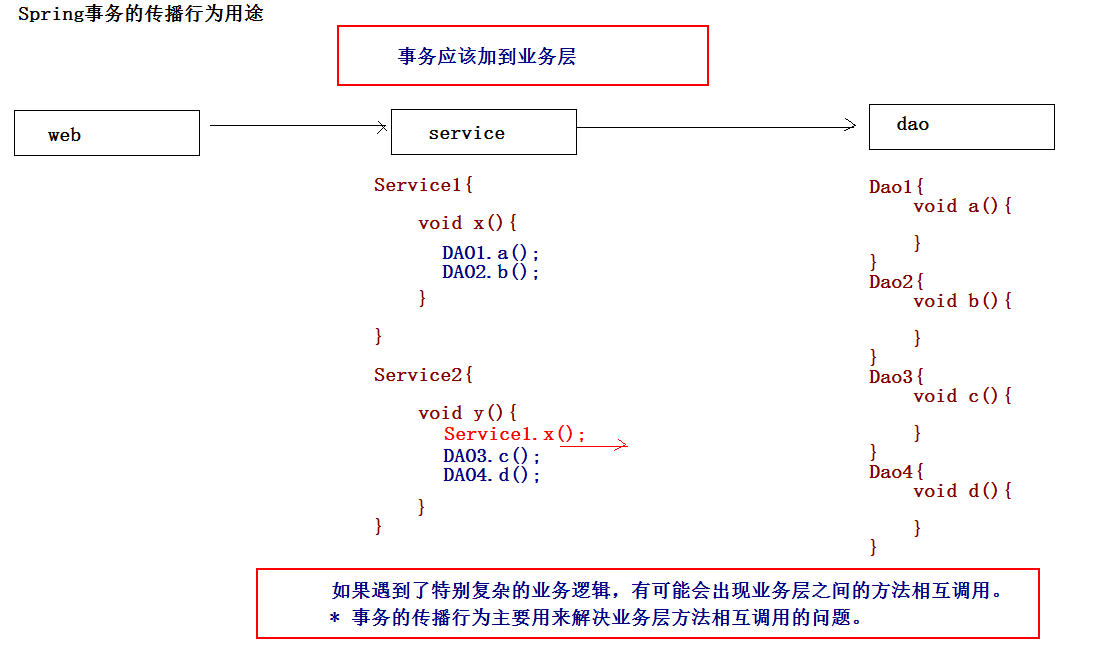 Spring事务的传播行为用途
事务应该加到业务层
web
service
dao
Service1{
void x(){
DAO1.a();
DAO2.b();
}
}
Service2{
void y(){
Service1.x();
DAO3.c();
DAO4.d();
}
}
Dao1{
void a(){
}
}
Dao2{
void b(){
}
}
Dao3{
void c(){
}
}
Dao4{
void d(){
}
}
如果遇到了特别复杂的业务逻辑，有可能会出现业务层之间的方法相互调用。
* 事务的传播行为主要用来解决业务层方法相互调用的问题。